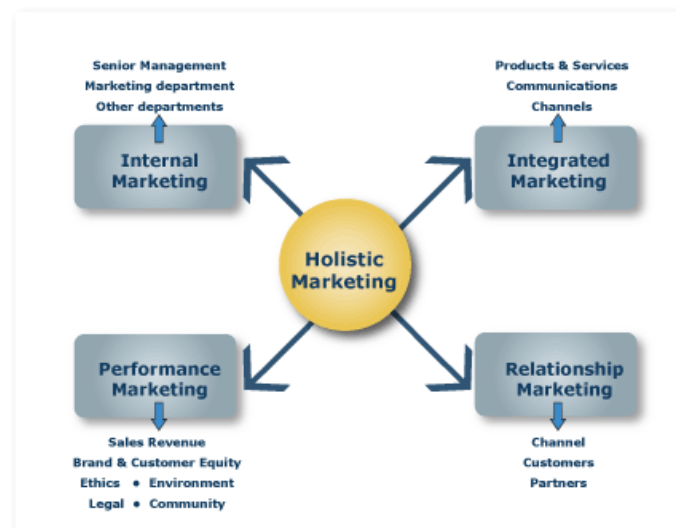 Senior Management
Marketing department
Other departments
Internal
Marketing
Products & Services
Communications
Channels
Integrated
Marketing
Holistic
Marketing
Performance
Marketing
Sales Revenue
Brand & Customer Equity
Ethics • Environment
Legal • Community
Relationship
Marketing
Channel
Customers
Partners